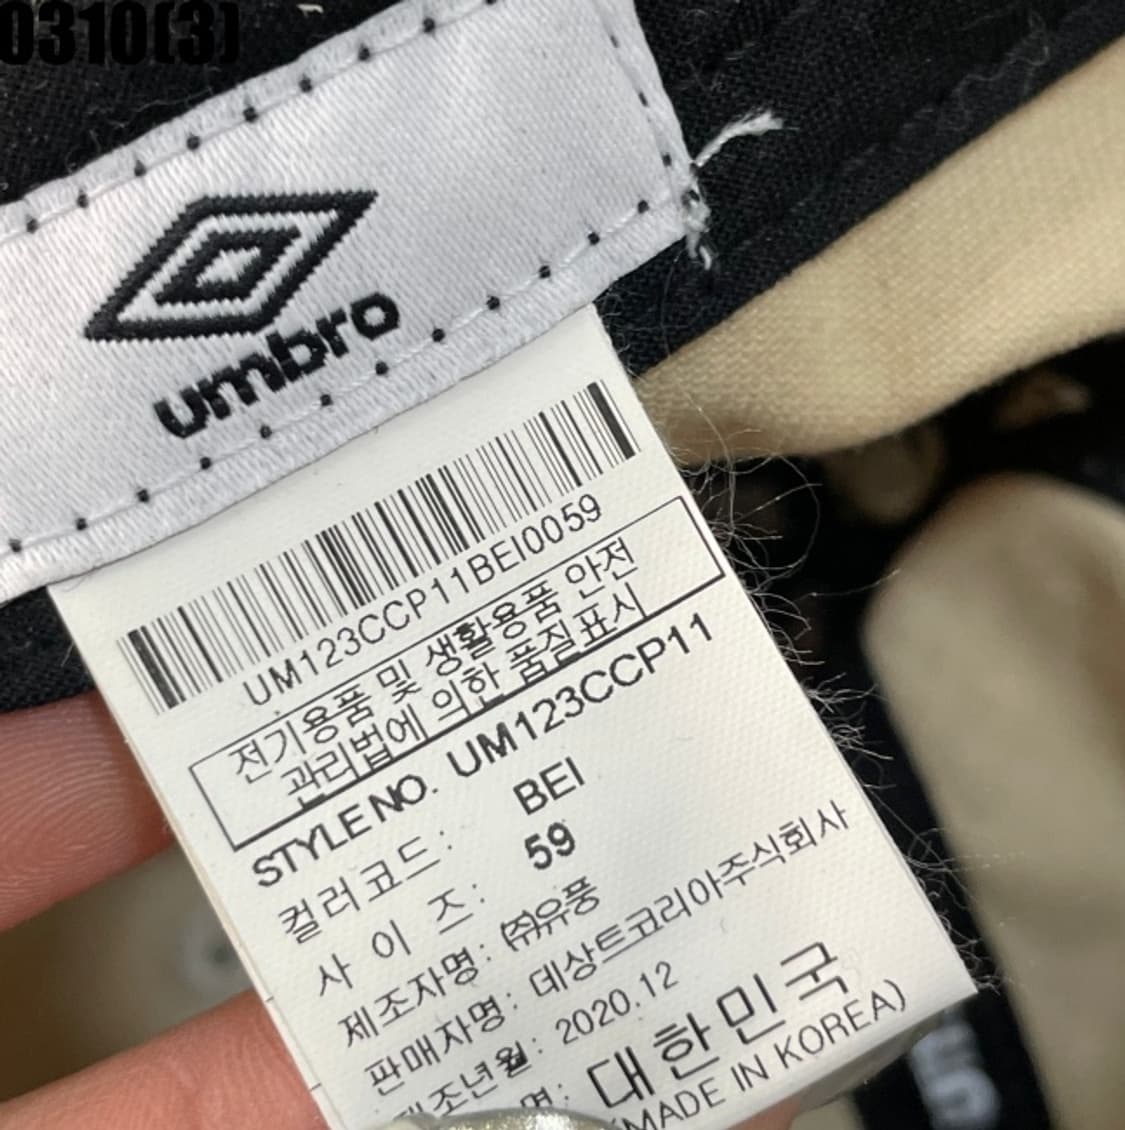 0310(3)
umbro
UM123CCP11BEI0059
전기용품 및 생활용품 안전
관리법에 의한 품질표시
STYLE NO. UM123CCP11
컬러코드: BEI
사 이 즈: 59
제조자명: ㈜유풍
판매자명: 데상트코리아주식회사
제조년월: 2020.12
명: 대한민국
(MADE IN KOREA)